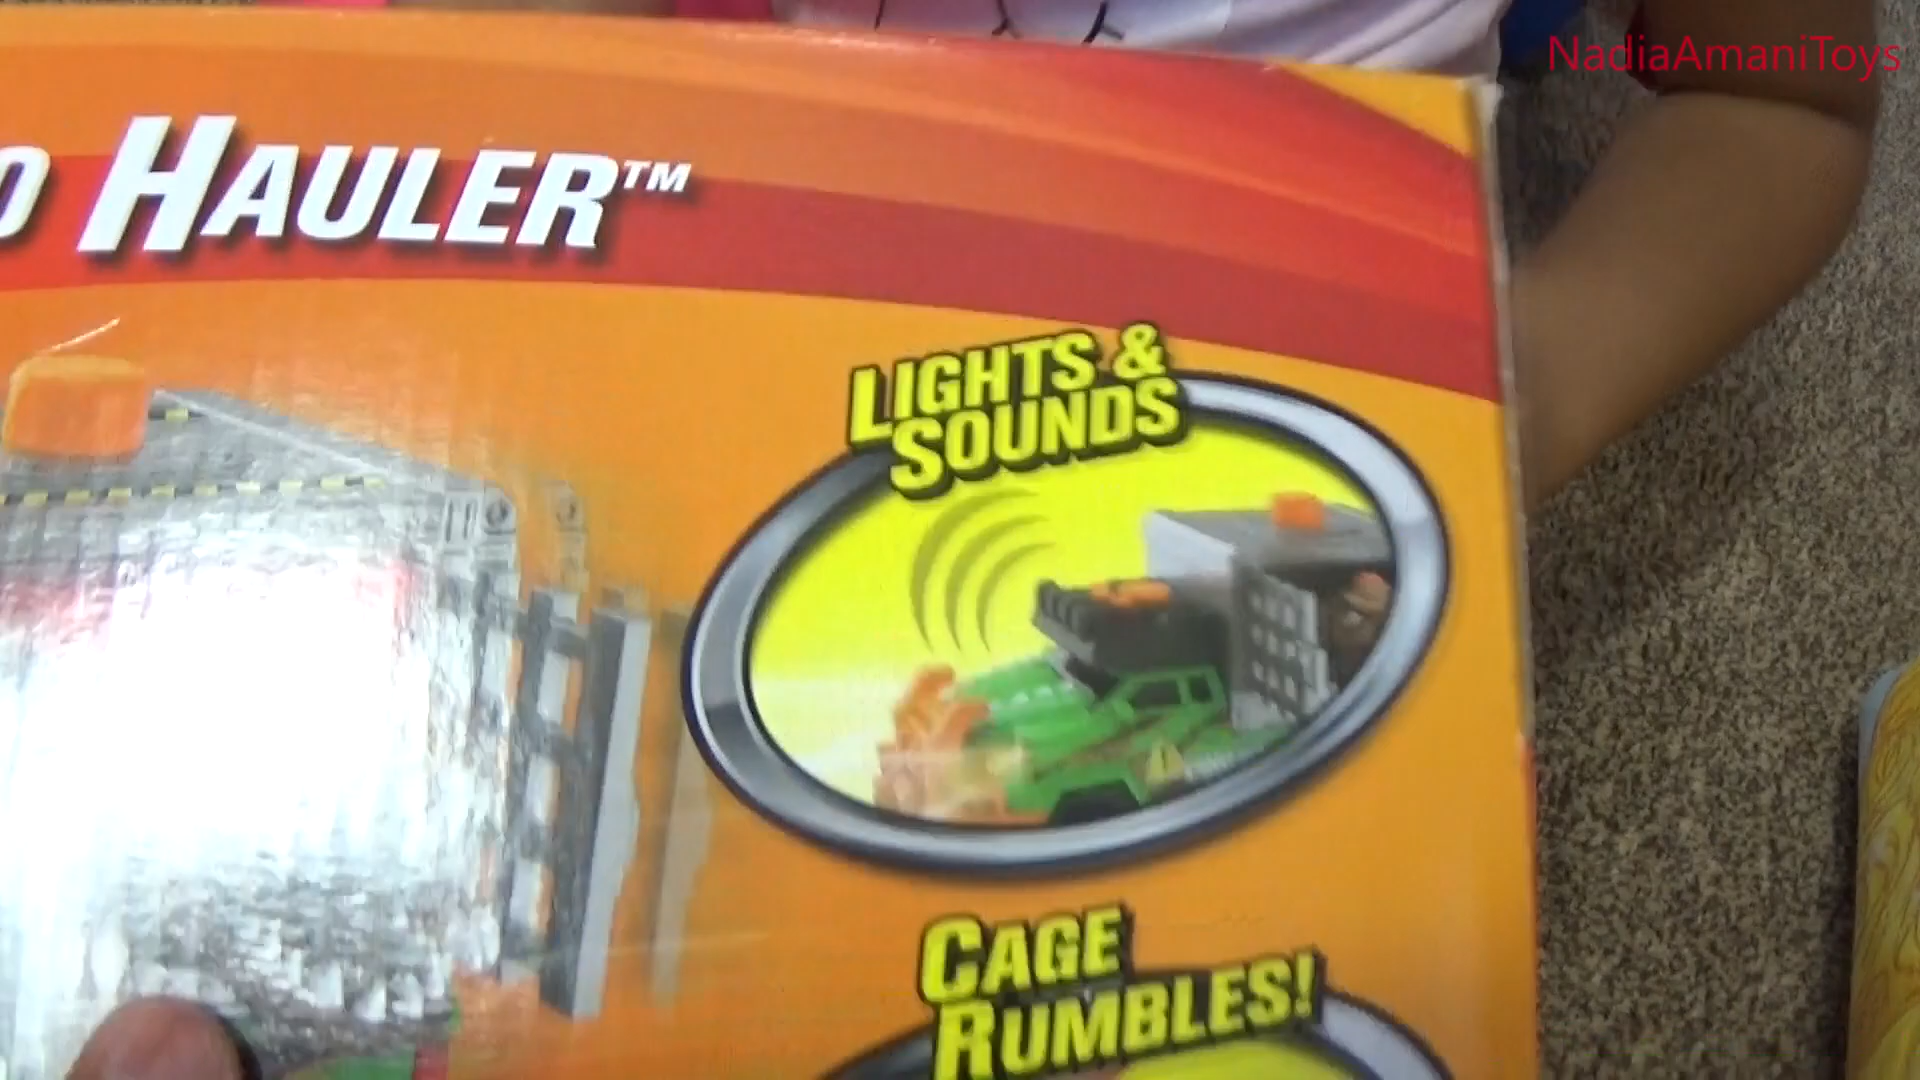 NadiaAmaniToys
HAULER™
LIGHTS &
SOUNDS
CAGE
RUMBLES!